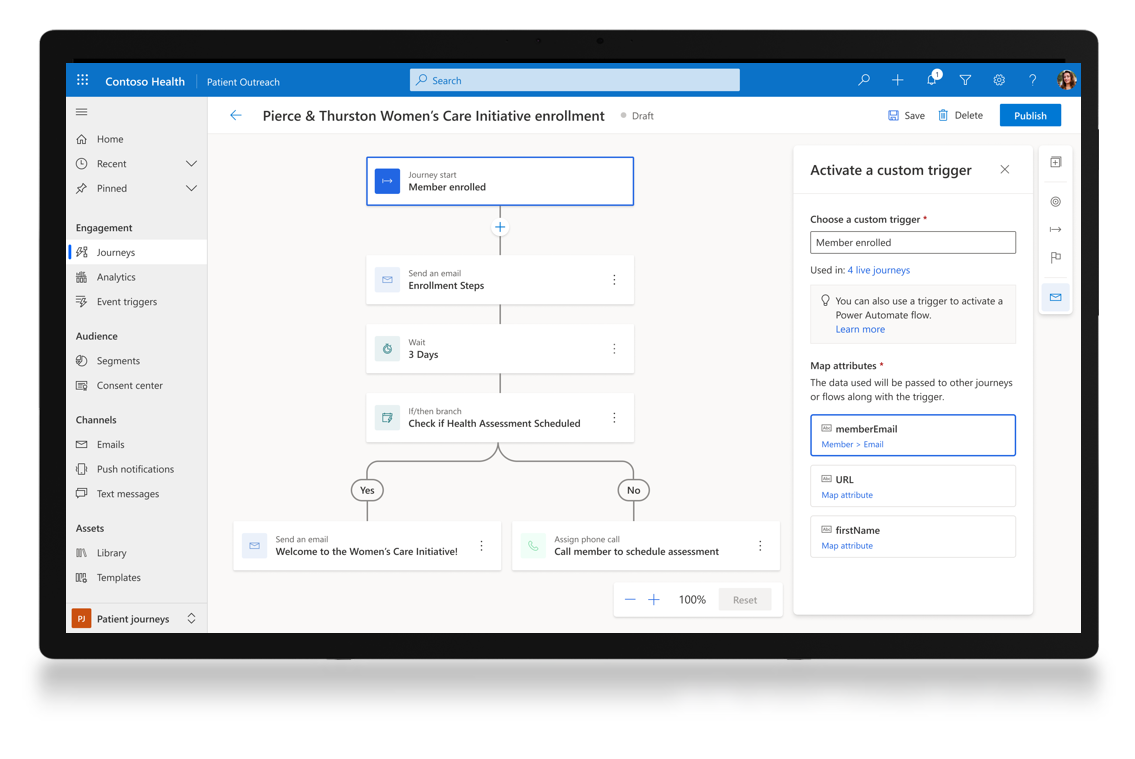 Contoso Health
Patient Outreach
Search
1
?
Pierce & Thurston Women’s Care Initiative enrollment
Draft
Save
Delete
Publish
Home
Recent
Pinned
Engagement
Journeys
Analytics
Event triggers
Audience
Segments
Consent center
Channels
Emails
Push notifications
Text messages
Assets
Library
Templates
PJ
Patient journeys
Journey start
Member enrolled
Send an email
Enrollment Steps
Wait
3 Days
If/then branch
Check if Health Assessment Scheduled
Yes
No
Send an email
Welcome to the Women’s Care Initiative!
Assign phone call
Call member to schedule assessment
100%
Reset
Activate a custom trigger
Choose a custom trigger *
Member enrolled
Used in: 4 live journeys
You can also use a trigger to activate a
Power Automate flow.
Learn more
Map attributes *
The data used will be passed to other journeys
or flows along with the trigger.
Abc memberEmail
Member > Email
Abc URL
Map attribute
Abc firstName
Map attribute